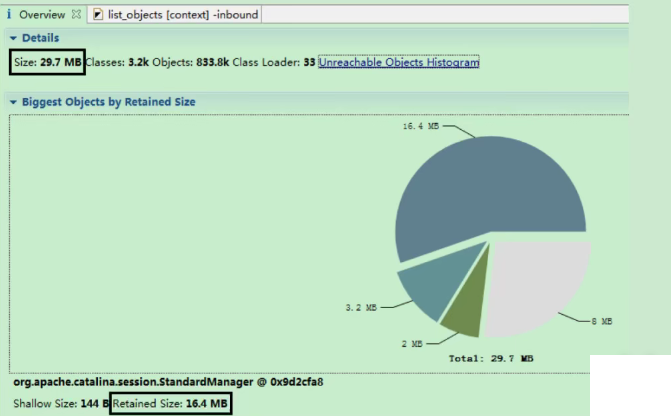 Overview list_objects [context] -inbound
Details
Size: 29.7 MB Classes: 3.2k Objects: 833.8k Class Loader: 33 Unreachable Objects Histogram
Biggest Objects by Retained Size
16.4 MB
3.2 MB
2 MB
8 MB
Total: 29.7 MB
org.apache.catalina.session.StandardManager @ 0x9d2cfa8
Shallow Size: 144 B Retained Size: 16.4 MB